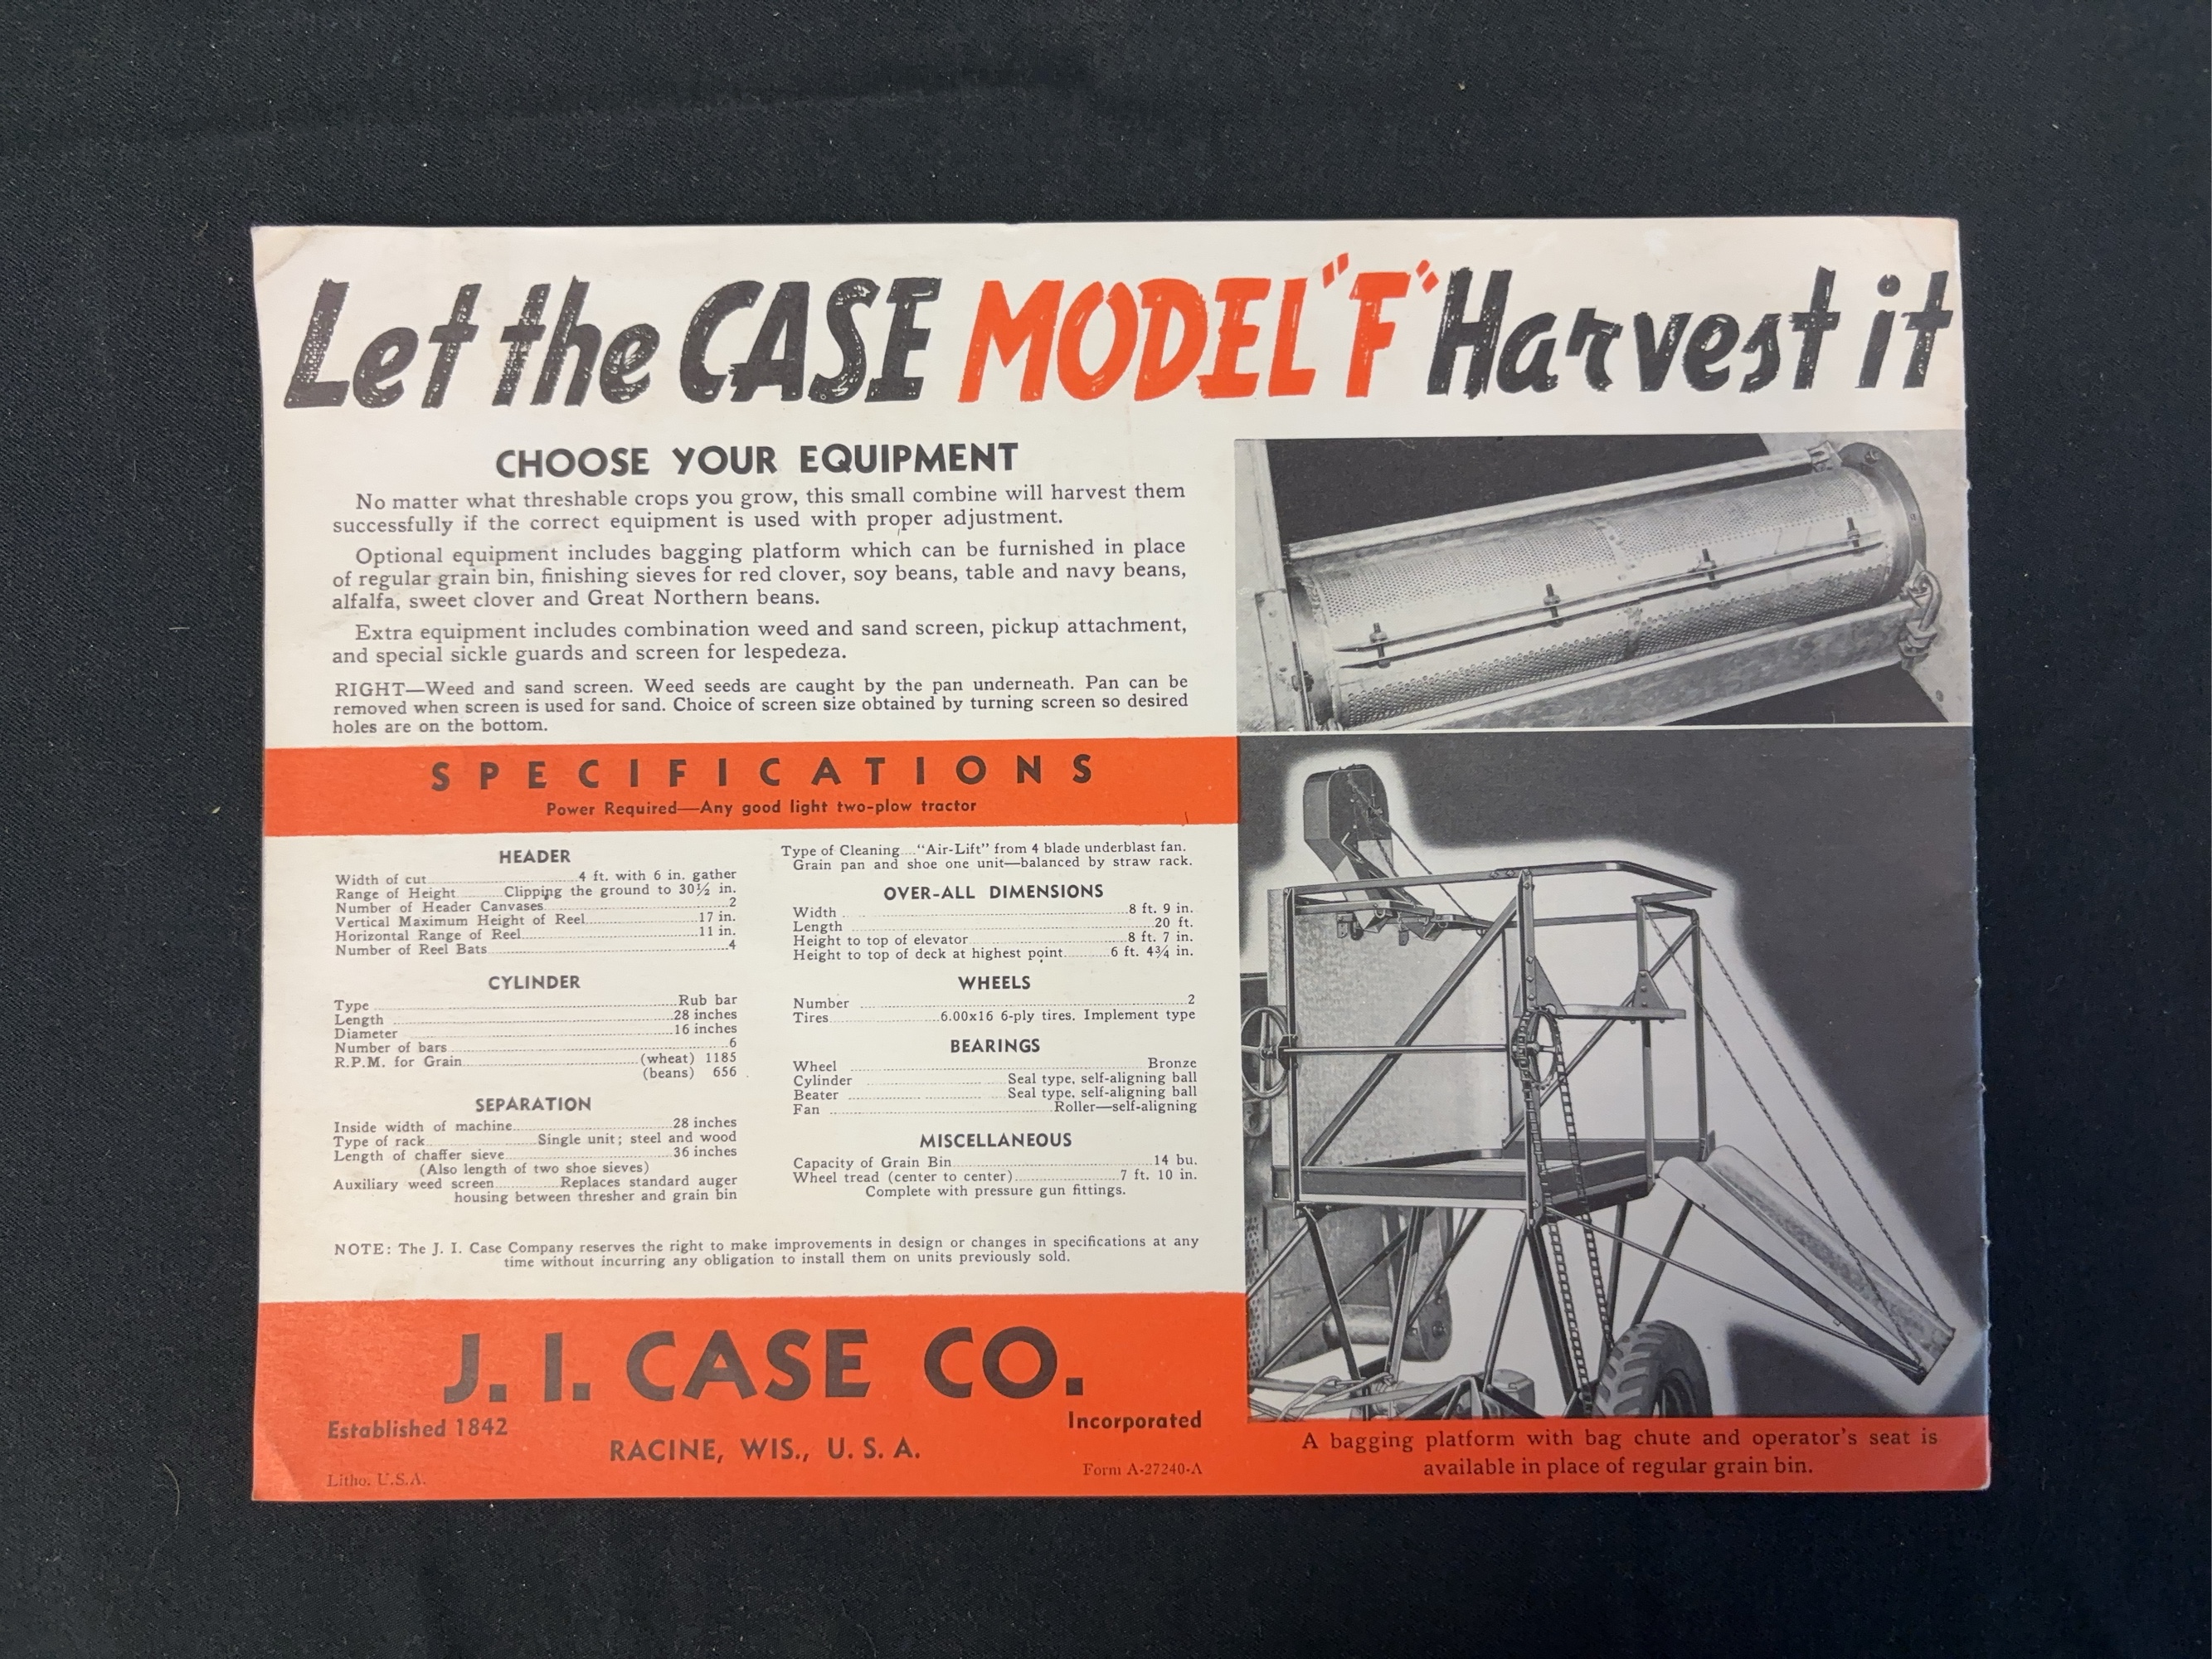 Let the CASE MODEL "F" Harvest it
CHOOSE YOUR EQUIPMENT
No matter what threshable crops you grow, this small combine will harvest them
successfully if the correct equipment is used with proper adjustment.
Optional equipment includes bagging platform which can be furnished in place
of regular grain bin, finishing sieves for red clover, soy beans, table and navy beans,
alfalfa, sweet clover and Great Northern beans.
Extra equipment includes combination weed and sand screen, pickup attachment,
and special sickle guards and screen for lespedeza.
RIGHT—Weed and sand screen. Weed seeds are caught by the pan underneath. Pan can be
removed when screen is used for sand. Choice of screen size obtained by turning screen so desired
holes are on the bottom.
SPECIFICATIONS
Power Required—Any good light two-plow tractor
HEADER
Width of cut 4 ft. with 6 in. gather
Range of Height Clipping the ground to 30½ in.
Number of Header Canvases 2
Vertical Maximum Height of Reel 17 in.
Horizontal Range of Reel 11 in.
Number of Reel Bats 4
CYLINDER
Type Rub bar
Length 28 inches
Diameter 16 inches
Number of bars 6
R.P.M. for Grain (wheat) 1185
(beans) 656
SEPARATION
Inside width of machine 28 inches
Type of rack Single unit; steel and wood
Length of chaffer sieve 36 inches
(Also length of two shoe sieves)
Auxiliary weed screen Replaces standard auger
housing between thresher and grain bin
Type of Cleaning "Air-Lift" from 4 blade underblast fan.
Grain pan and shoe one unit—balanced by straw rack.
OVER-ALL DIMENSIONS
Width 8 ft. 9 in.
Length 20 ft.
Height to top of elevator 8 ft. 7 in.
Height to top of deck at highest point 6 ft. 4¾ in.
WHEELS
Number 2
Tires 6.00x16 6-ply tires. Implement type
BEARINGS
Wheel Bronze
Cylinder Seal type, self-aligning ball
Beater Seal type, self-aligning ball
Fan Roller—self-aligning
MISCELLANEOUS
Capacity of Grain Bin 14 bu.
Wheel tread (center to center) 7 ft. 10 in.
Complete with pressure gun fittings.
NOTE: The J. I. Case Company reserves the right to make improvements in design or changes in specifications at any
time without incurring any obligation to install them on units previously sold.
J. I. CASE CO.
Established 1842
Incorporated
RACINE, WIS., U. S. A.
Litho. U.S.A.
Form A-27240-A
A bagging platform with bag chute and operator's seat is
available in place of regular grain bin.